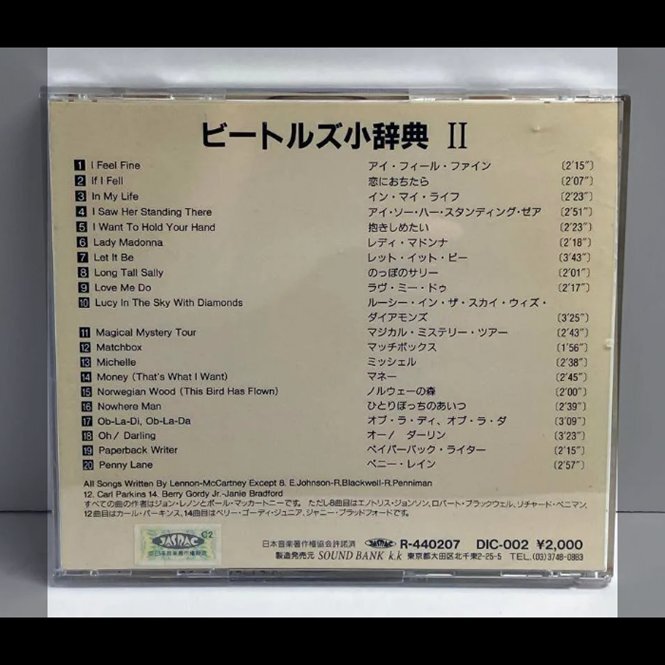 ビートルズ小辞典 II
1 I Feel Fine アイ・フィール・ファイン (2'15")
2 If I Fell 恋におちたら (2'07")
3 In My Life イン・マイ・ライフ (2'23")
4 I Saw Her Standing There アイ・ソー・ハー・スタンディング・ゼア (2'51")
5 I Want To Hold Your Hand 抱きしめたい (2'23")
6 Lady Madonna レディ・マドンナ (2'18")
7 Let It Be レット・イット・ビー (3'43")
8 Long Tall Sally のっぽのサリー (2'01")
9 Love Me Do ラヴ・ミー・ドゥ (2'17")
10 Lucy In The Sky With Diamonds ルーシー・イン・ザ・スカイ・ウィズ・
ダイアモンズ (3'25")
11 Magical Mystery Tour マジカル・ミステリー・ツアー (2'43")
12 Matchbox マッチボックス (1'56")
13 Michelle ミッシェル (2'38")
14 Money (That's What I Want) マネー (2'45")
15 Norwegian Wood (This Bird Has Flown) ノルウェーの森 (2'00")
16 Nowhere Man ひとりぼっちのあいつ (2'39")
17 Ob-La-Di, Ob-La-Da オブ・ラ・ディ、オブ・ラ・ダ (3'09")
18 Oh! Darling オー! ダーリン (3'23")
19 Paperback Writer ペイパーバック・ライター (2'15")
20 Penny Lane ペニー・レイン (2'57")
All Songs Written By Lennon-McCartney Except 8. E.Johnson-R.Blackwell-R.Penniman
12. Carl Parkins 14. Berry Gordy Jr.-Janie Bradford
すべての曲の作者はジョン・レノンとポール・マッカートニーです。 ただし8曲目はエノトリス・ジョンソン、ロバート・ブラックウェル、リチャード・ペニマン、
12曲目はカール・パーキンス、14曲目はベリー・ゴーディ・ジュニア、ジャニー・ブラッドフォードです。
JASRAC C2
日本音楽著作権協会許諾済 JASRAC R-440207 DIC-002 ¥2,000
製造発売元 SOUND BANK k.k 東京都大田区北千束2-25-5 TEL.(03)3748-0883